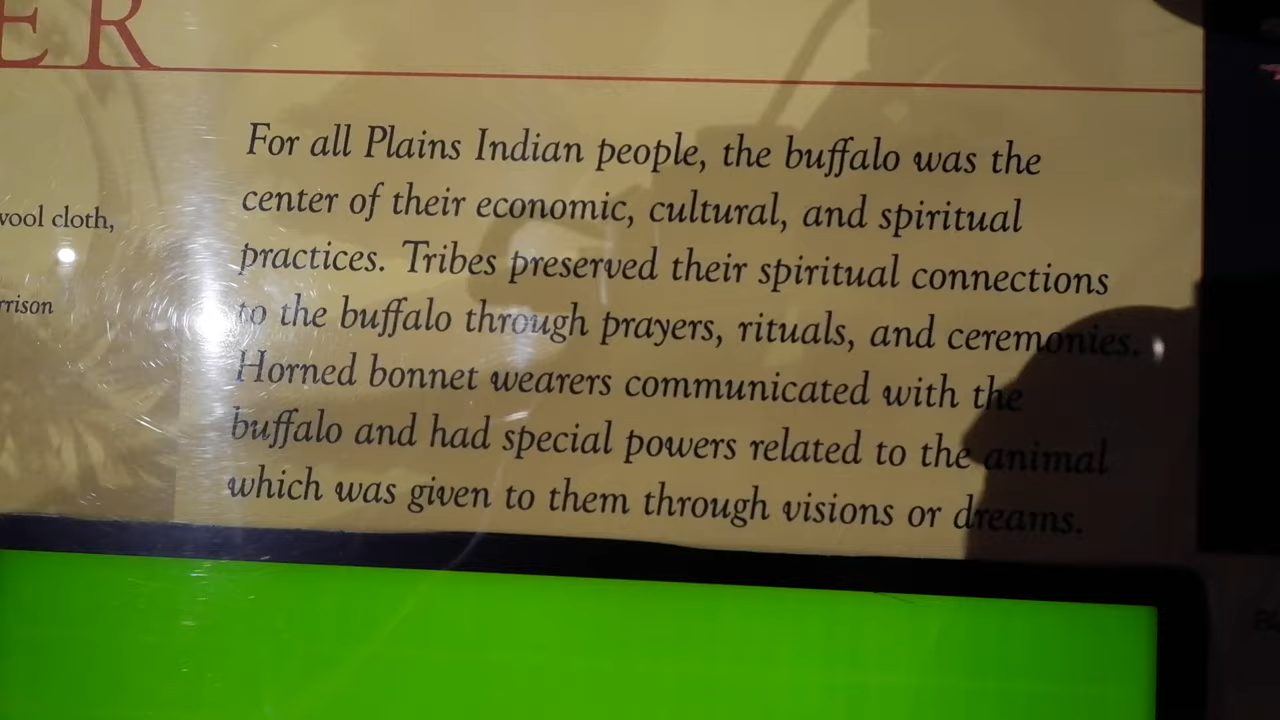 ER
wool cloth,
rrison
For all Plains Indian people, the buffalo was the
center of their economic, cultural, and spiritual
practices. Tribes preserved their spiritual connections
to the buffalo through prayers, rituals, and ceremonies.
Horned bonnet wearers communicated with the
buffalo and had special powers related to the animal
which was given to them through visions or dreams.